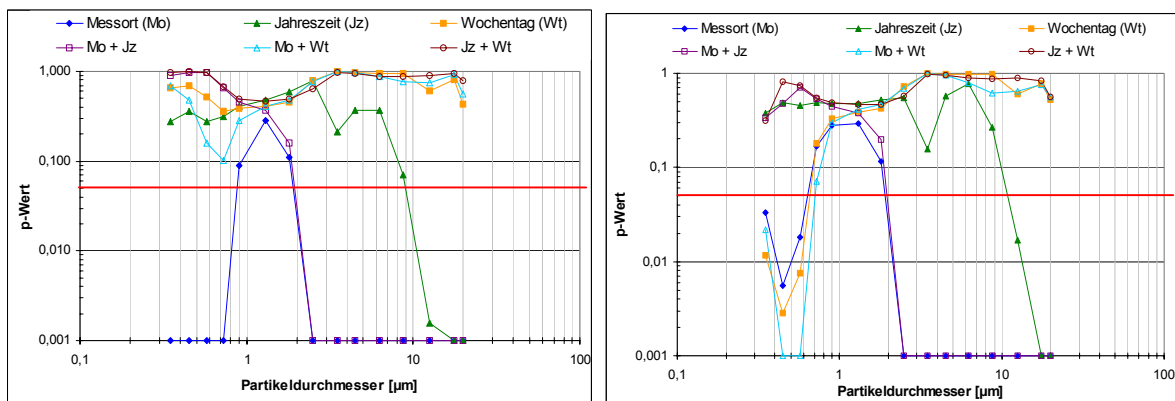 Messort (Mo) Jahreszeit (Jz) Wochentag (Wt)
Mo + Jz Mo + Wt Jz + Wt
1,000
0,100
0,010
0,001
p-Wert
0,1 1 10 100
Partikeldurchmesser [µm]
Messort (Mo) Jahreszeit (Jz) Wochentag (Wt)
Mo + Jz Mo + Wt Jz + Wt
1
0,1
0,01
0,001
p-Wert
0,1 1 10 100
Partikeldurchmesser [µm]